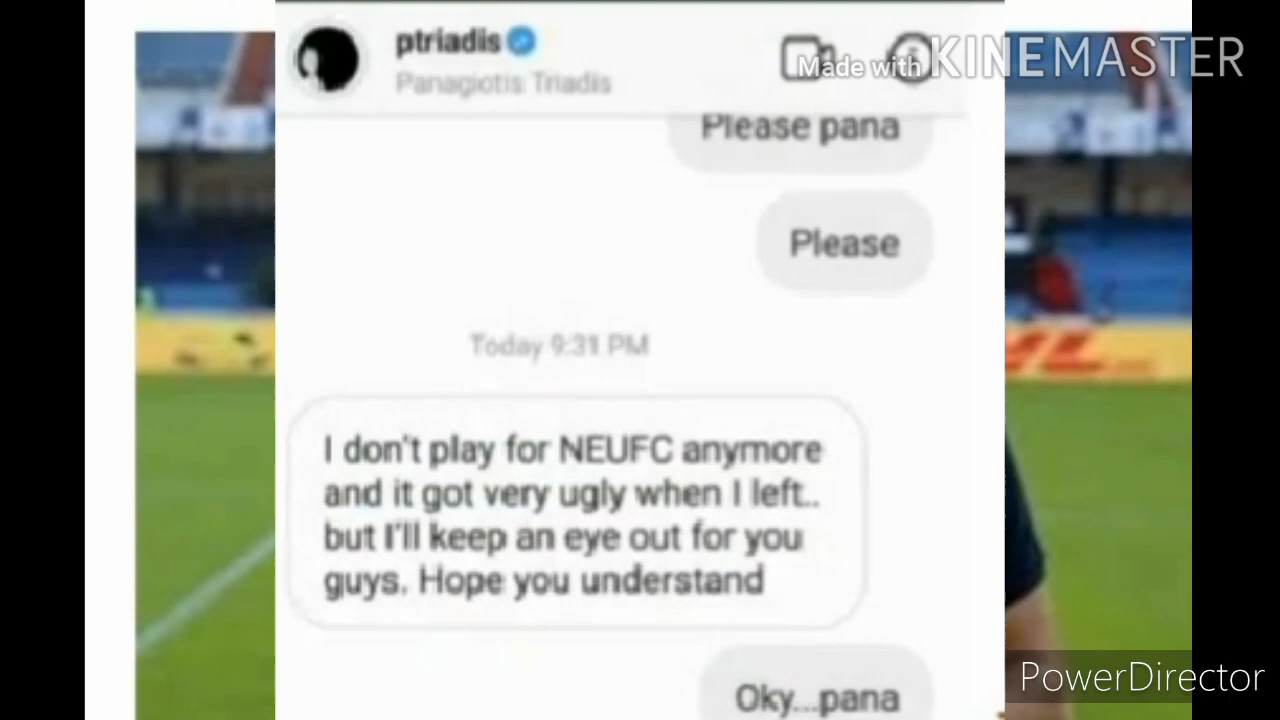 ptriadis
Panagiotis Triadis
Made with KINEMASTER
Please pana
Please
Today 9:31 PM
I don't play for NEUFC anymore
and it got very ugly when I left..
but I'll keep an eye out for you
guys. Hope you understand
Oky...pana
PowerDirector